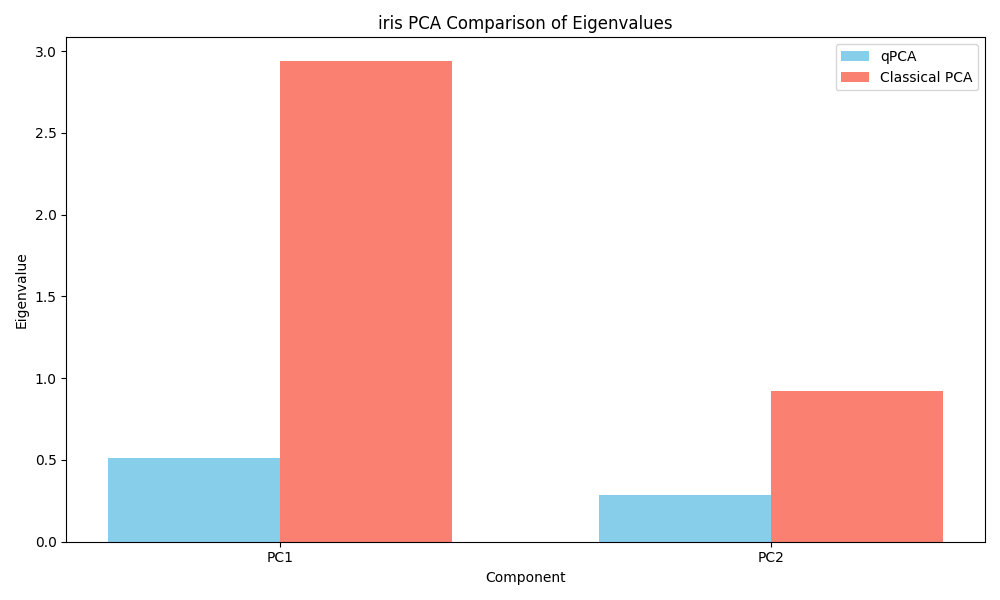 iris PCA Comparison of Eigenvalues
qPCA
Classical PCA
Eigenvalue
3.0
2.5
2.0
1.5
1.0
0.5
0.0
PC1
PC2
Component